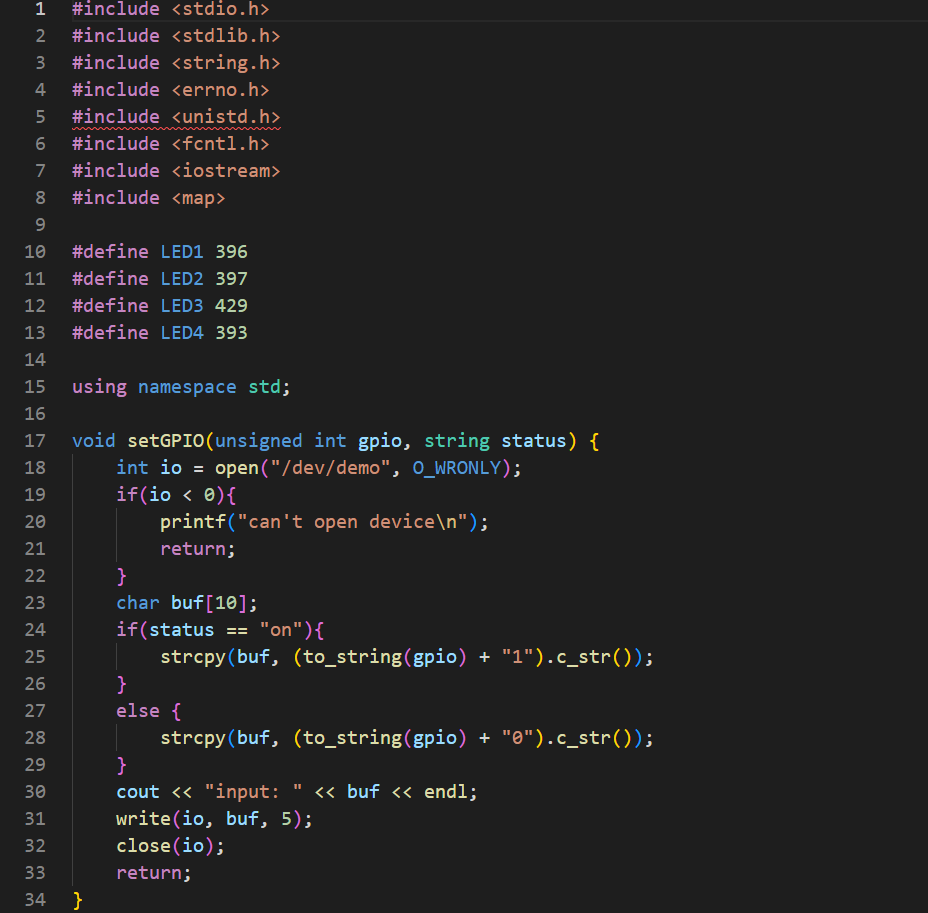 1 #include <stdio.h>
2 #include <stdlib.h>
3 #include <string.h>
4 #include <errno.h>
5 #include <unistd.h>
6 #include <fcntl.h>
7 #include <iostream>
8 #include <map>
9
10 #define LED1 396
11 #define LED2 397
12 #define LED3 429
13 #define LED4 393
14
15 using namespace std;
16
17 void setGPIO(unsigned int gpio, string status) {
18     int io = open("/dev/demo", O_WRONLY);
19     if(io < 0){
20         printf("can't open device\n");
21         return;
22     }
23     char buf[10];
24     if(status == "on"){
25         strcpy(buf, (to_string(gpio) + "1").c_str());
26     }
27     else {
28         strcpy(buf, (to_string(gpio) + "0").c_str());
29     }
30     cout << "input: " << buf << endl;
31     write(io, buf, 5);
32     close(io);
33     return;
34 }